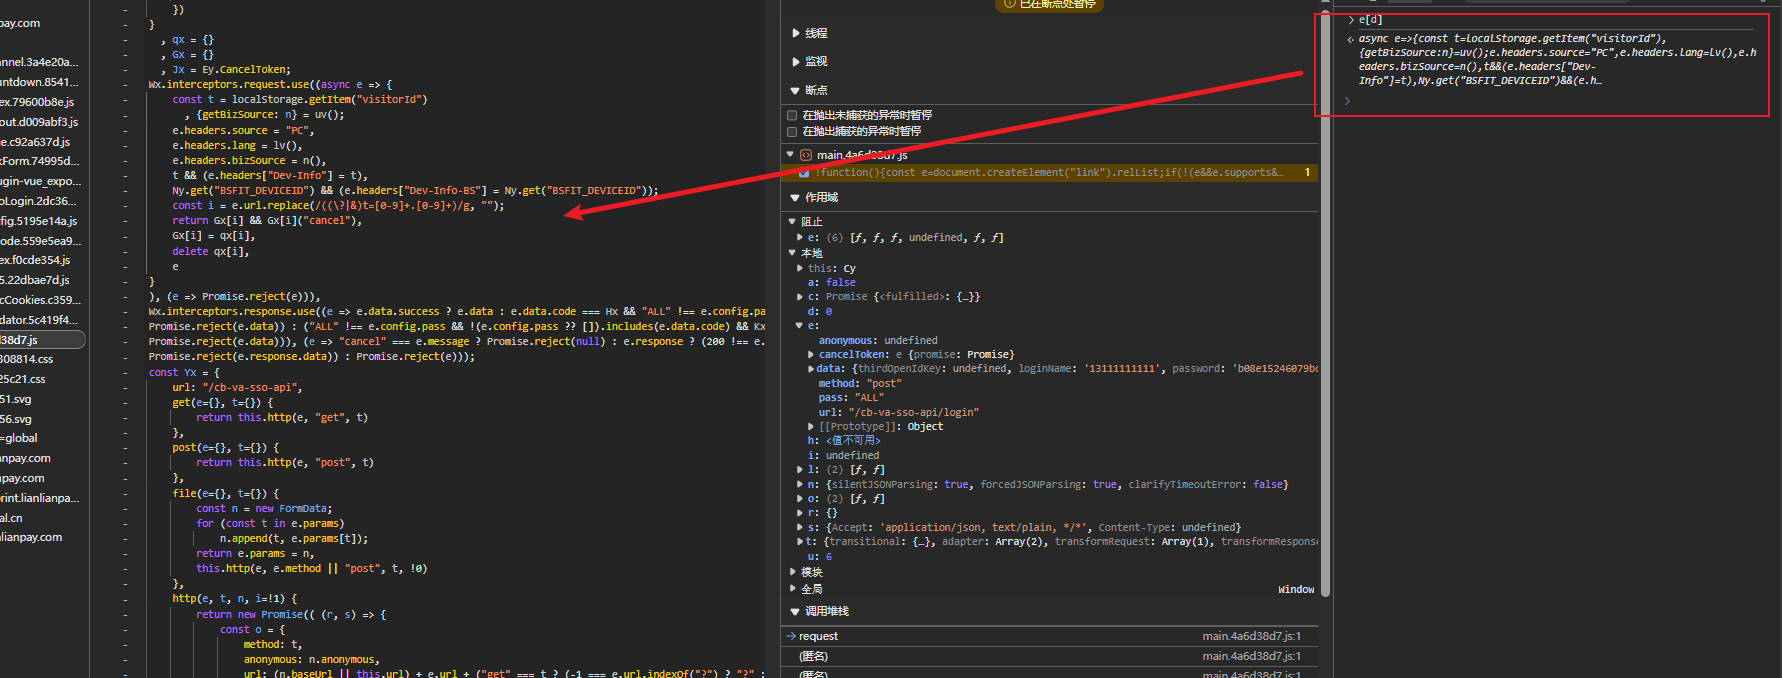 pay.com
annel.3a4e20a...
untdown.8541...
ex.79600b8e.js
out.d009abf3.js
e.c92a637d.js
kForm.74995d...
ugin-vue_expo...
oLogin.2dc36...
fig.5195e14a.js
ode.559e5ea9...
ex.f0cde354.js
5.22dbae7d.js
cCookies.c359...
dator.5c419f4...
38d7.js
308814.css
25c21.css
51.svg
56.svg
=global
anpay.com
npay.com
print.lianlianpa...
al.cn
nlianpay.com
})
}
, qx = {}
, Gx = {}
, Jx = Ey.CancelToken;
Wx.interceptors.request.use((async e => {
const t = localStorage.getItem("visitorId")
, {getBizSource: n} = uv();
e.headers.source = "PC",
e.headers.lang = lv(),
e.headers.bizSource = n(),
t && (e.headers["Dev-Info"] = t),
Ny.get("BSFIT_DEVICEID") && (e.headers["Dev-Info-BS"] = Ny.get("BSFIT_DEVICEID"));
const i = e.url.replace(/((\?|&)t=[0-9]+.[0-9]+)/g, "");
return Gx[i] && Gx[i]("cancel"),
Gx[i] = qx[i],
delete qx[i],
e
}
), (e => Promise.reject(e))),
Wx.interceptors.response.use((e => e.data.success ? e.data : e.data.code === Hx && "ALL" !== e.config.pa
Promise.reject(e.data)) : ("ALL" !== e.config.pass && !(e.config.pass ?? []).includes(e.data.code) && Kx
Promise.reject(e.data))), (e => "cancel" === e.message ? Promise.reject(null) : e.response ? (200 !== e.
Promise.reject(e.response.data)) : Promise.reject(e)));
const Yx = {
url: "/cb-va-sso-api",
get(e={}, t={}) {
return this.http(e, "get", t)
},
post(e={}, t={}) {
return this.http(e, "post", t)
},
file(e={}, t={}) {
const n = new FormData;
for (const t in e.params)
n.append(t, e.params[t]);
return e.params = n,
this.http(e, e.method || "post", t, !0)
},
http(e, t, n, i=!1) {
return new Promise(( (r, s) => {
const o = {
method: t,
anonymous: n.anonymous,
url: (n.baseUrl || this.url) + e.url + ("get" === t ? (-1 === e.url.indexOf("?") ? "?" :
已在断点处暂停
线程
监视
断点
在抛出未捕获的异常时暂停
在抛出捕获的异常时暂停
main.4a6d38d7.js
!function(){const e=document.createElement("link").relList;if(!(e&&e.supports&… 1
作用域
阻止
e: (6) [f, f, f, undefined, f, f]
本地
this: Cy
a: false
c: Promise {<fulfilled>: {…}}
d: 0
e:
anonymous: undefined
cancelToken: e {promise: Promise}
data: {thirdOpenIdKey: undefined, loginName: '13111111111', password: 'b08e15246079bc
method: "post"
pass: "ALL"
url: "/cb-va-sso-api/login"
[[Prototype]]: Object
h: <值不可用>
i: undefined
l: (2) [f, f]
n: {silentJSONParsing: true, forcedJSONParsing: true, clarifyTimeoutError: false}
o: (2) [f, f]
r: {}
s: {Accept: 'application/json, text/plain, */*', Content-Type: undefined}
t: {transitional: {…}, adapter: Array(2), transformRequest: Array(1), transformRespons
u: 6
模块
全局 Window
调用堆栈
request main.4a6d38d7.js:1
(匿名) main.4a6d38d7.js:1
(匿名) main.4a6d38d7.js:1
e[d]
async e=>{const t=localStorage.getItem("visitorId"),
{getBizSource:n}=uv();e.headers.source="PC",e.headers.lang=lv(),e.h
eaders.bizSource=n(),t&&(e.headers["Dev-
Info"]=t),Ny.get("BSFIT_DEVICEID")&&(e.h…